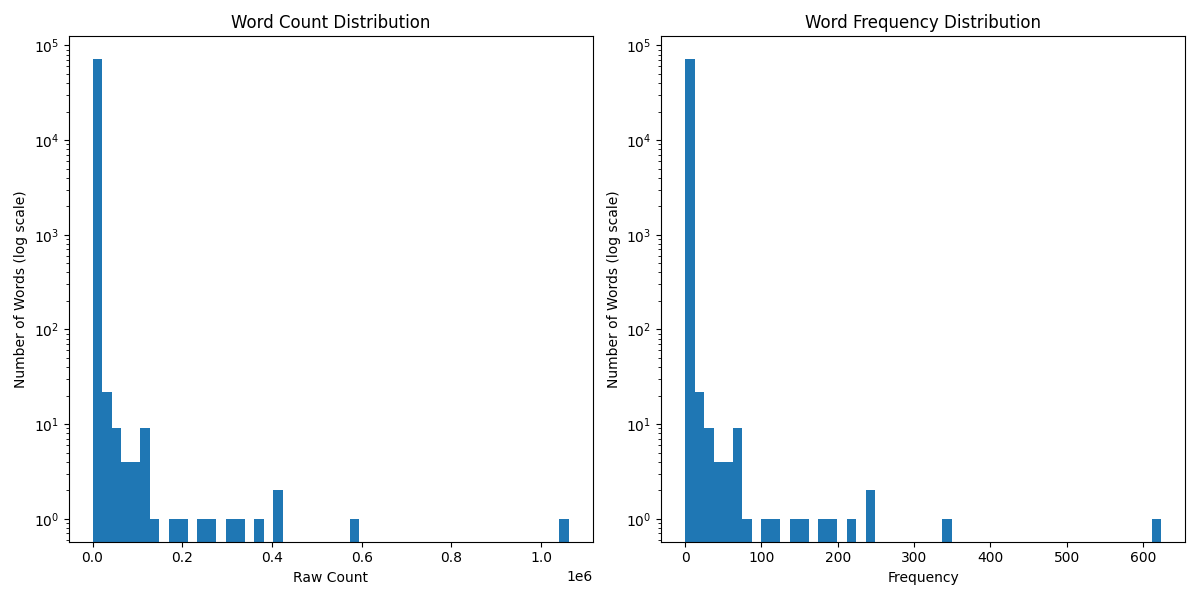 Word Count Distribution
10^5
10^4
10^3
10^2
10^1
10^0
Number of Words (log scale)
0.0 0.2 0.4 0.6 0.8 1.0
1e6
Raw Count
Word Frequency Distribution
10^5
10^4
10^3
10^2
10^1
10^0
Number of Words (log scale)
0 100 200 300 400 500 600
Frequency